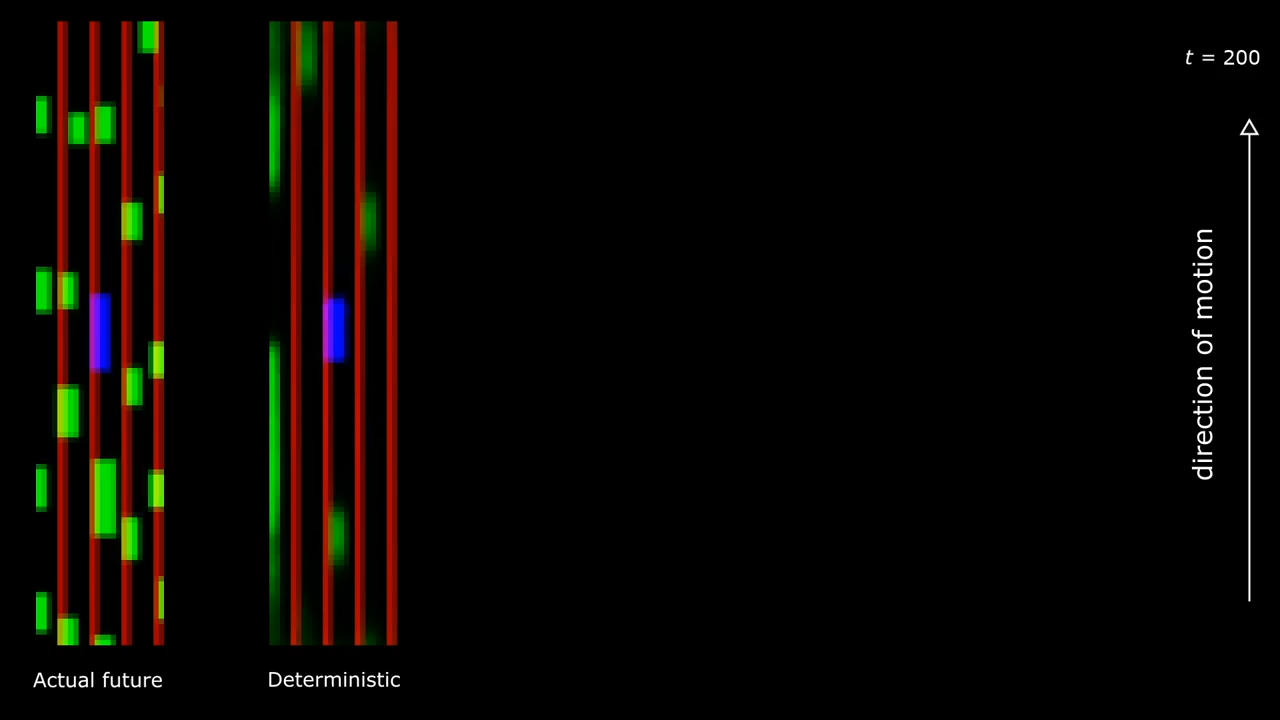 t = 200
direction of motion
Actual future
Deterministic